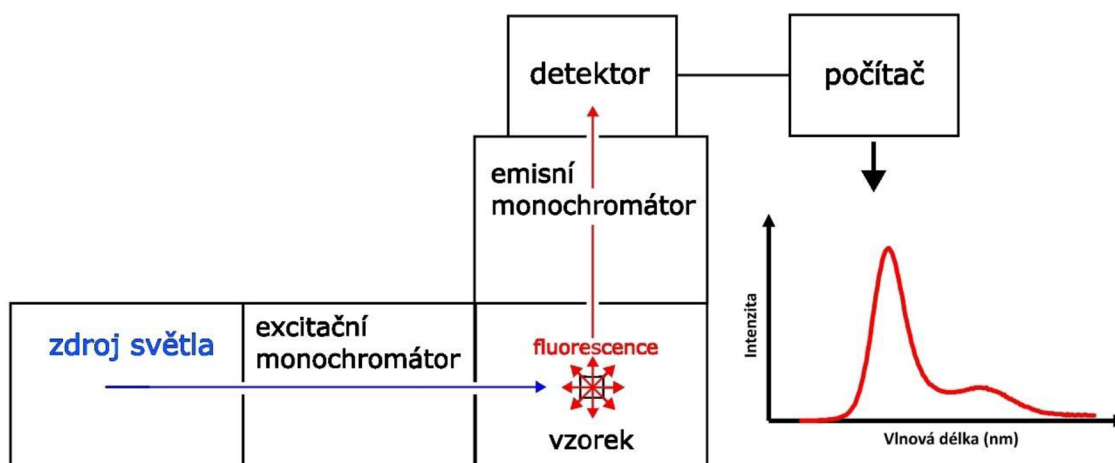 detektor
počítač
emisní
monochromátor
zdroj světla
excitační
monochromátor
fluorescence
vzorek
Intenzita
Vlnová délka (nm)